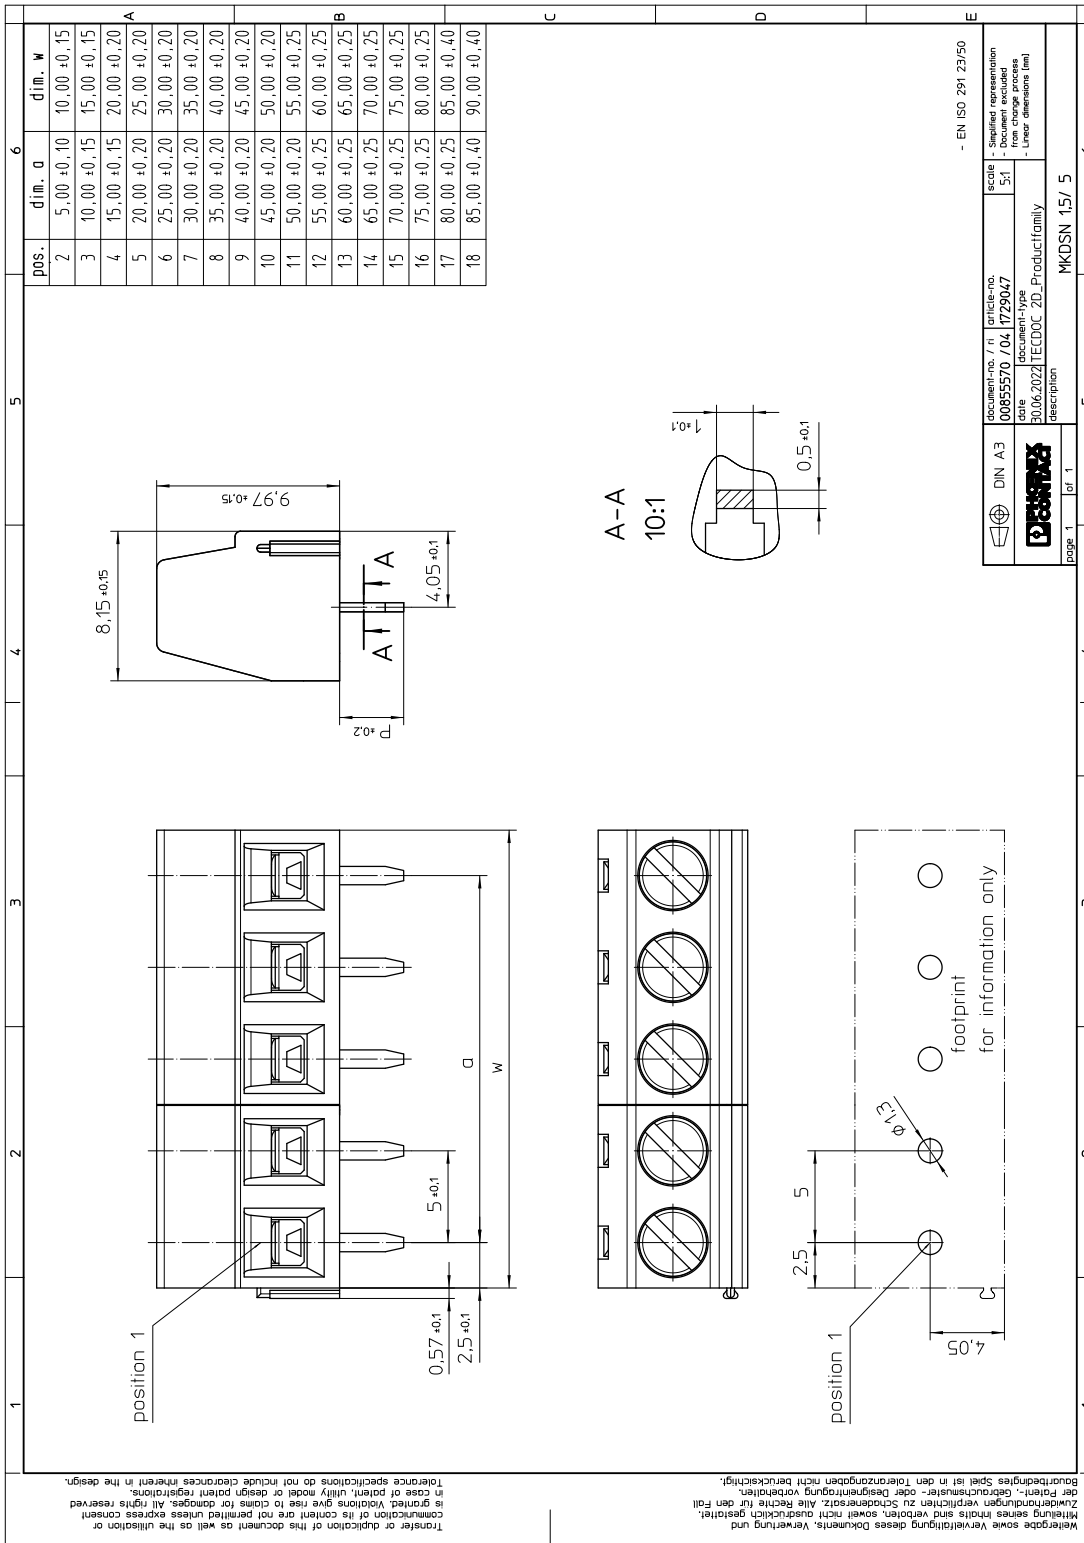 1
2
3
4
5
6
A
B
C
D
E
pos. dim. a dim. w
2 5,00 ±0,10 10,00 ±0,15
3 10,00 ±0,15 15,00 ±0,15
4 15,00 ±0,15 20,00 ±0,20
5 20,00 ±0,20 25,00 ±0,20
6 25,00 ±0,20 30,00 ±0,20
7 30,00 ±0,20 35,00 ±0,20
8 35,00 ±0,20 40,00 ±0,20
9 40,00 ±0,20 45,00 ±0,20
10 45,00 ±0,20 50,00 ±0,20
11 50,00 ±0,20 55,00 ±0,25
12 55,00 ±0,25 60,00 ±0,25
13 60,00 ±0,25 65,00 ±0,25
14 65,00 ±0,25 70,00 ±0,25
15 70,00 ±0,25 75,00 ±0,25
16 75,00 ±0,25 80,00 ±0,25
17 80,00 ±0,25 85,00 ±0,40
18 85,00 ±0,40 90,00 ±0,40
position 1
0,57 ±0,1
2,5 ±0,1
5 ±0,1
a
w
8,15 ±0,15
9,97 ±0,15
A
A
4,05 ±0,1
P ±0,2
A-A
10:1
1 ±0,1
0,5 ±0,1
position 1
2,5
5
Ø 1,3
4,05
footprint
for information only
- EN ISO 291 23/50
DIN A3
PHOENIX
CONTACT
page 1 of 1
document-no. / ri article-no.
00855570 / 04 1729047
scale
5:1
- Simplified representation
- Document excluded
from change process
- Linear dimensions [mm]
date document-type
30.06.2022 TECDOC 2D_Productfamily
description
MKDSN 1,5/ 5
Transfer or duplication of this document as well as the utilisation or
communication of its content are not permitted unless express consent
is granted. Violations give rise to claims for damages. All rights reserved
in case of patent, utility model or design patent registrations.
Tolerance specifications do not include clearances inherent in the design.
Weitergabe sowie Vervielfältigung dieses Dokuments, Verwertung und
Mitteilung seines Inhalts sind verboten, soweit nicht ausdrücklich gestattet.
Zuwiderhandlungen verpflichten zu Schadenersatz. Alle Rechte für den Fall
der Patent-, Gebrauchsmuster- oder Designeintragung vorbehalten.
Bauartbedingtes Spiel ist in den Toleranzangaben nicht berücksichtigt.